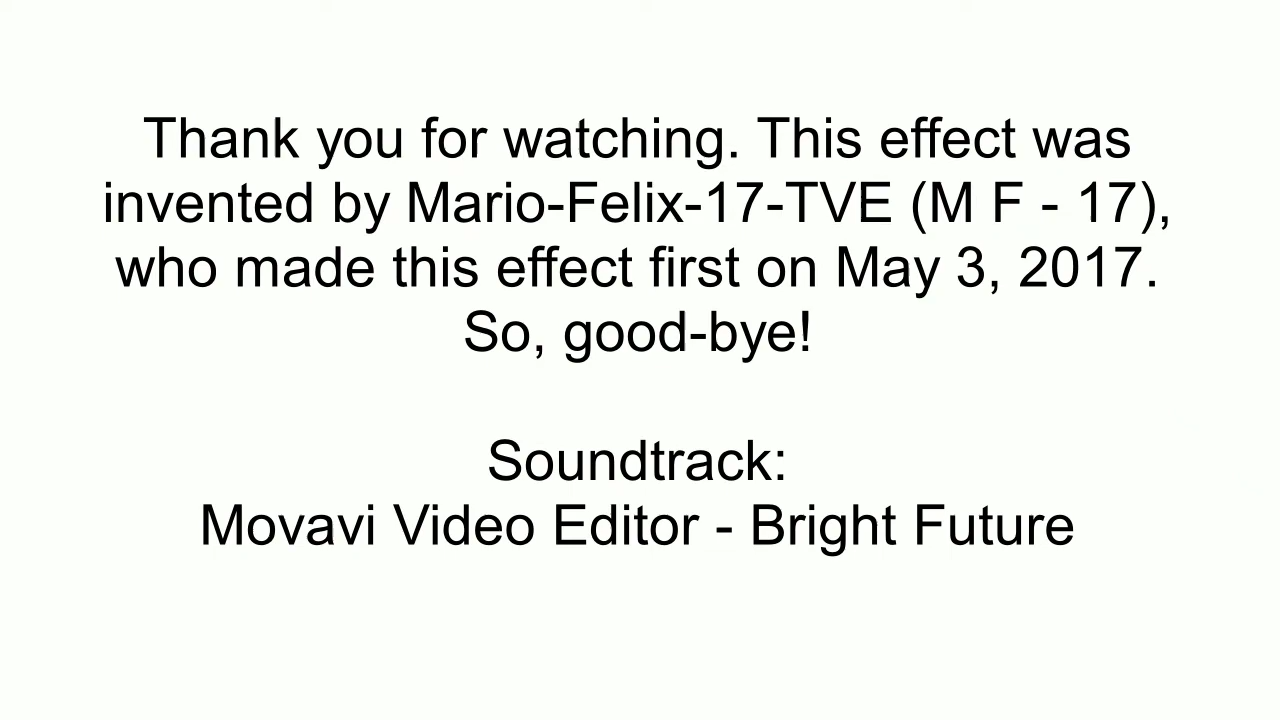 Thank you for watching. This effect was
invented by Mario-Felix-17-TVE (M F - 17),
who made this effect first on May 3, 2017.
So, good-bye!
Soundtrack:
Movavi Video Editor - Bright Future